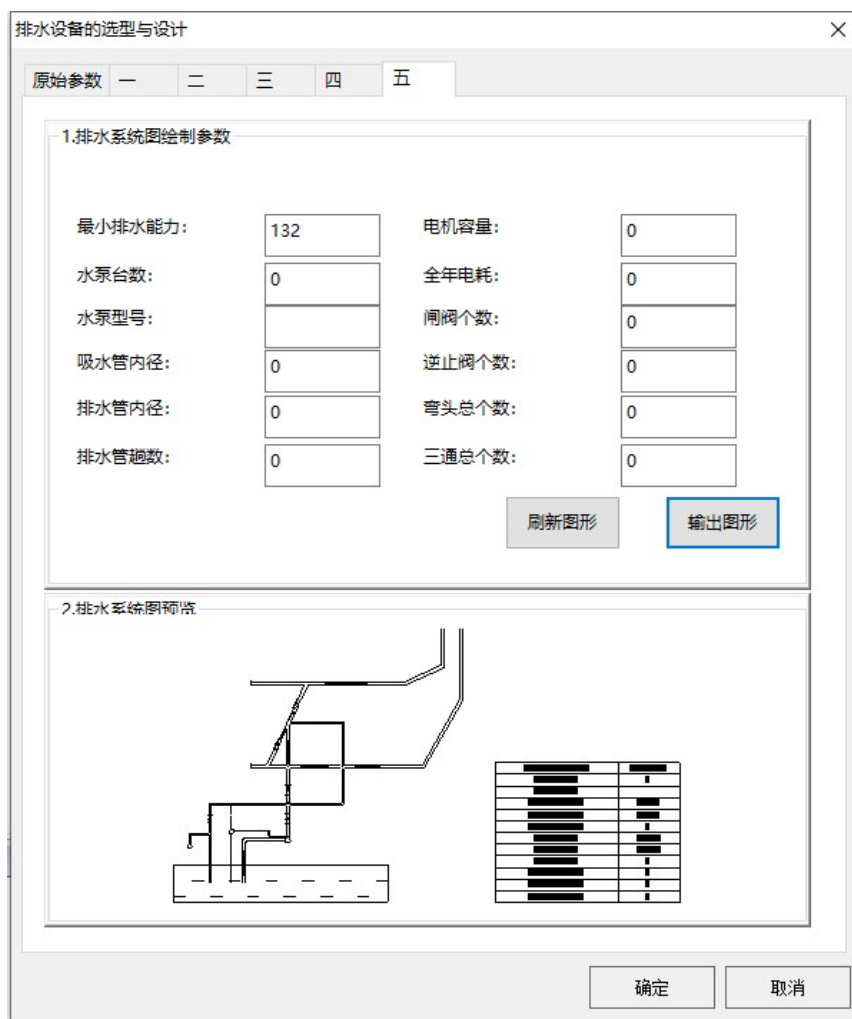 排水设备的选型与设计
原始参数 一 二 三 四 五
1.排水系统图绘制参数
最小排水能力: 132 电机容量: 0
水泵台数: 0 全年电耗: 0
水泵型号: 闸阀个数: 0
吸水管内径: 0 逆止阀个数: 0
排水管内径: 0 弯头总个数: 0
排水管趟数: 0 三通总个数: 0
刷新图形 输出图形
2.排水系统图预览
确定 取消